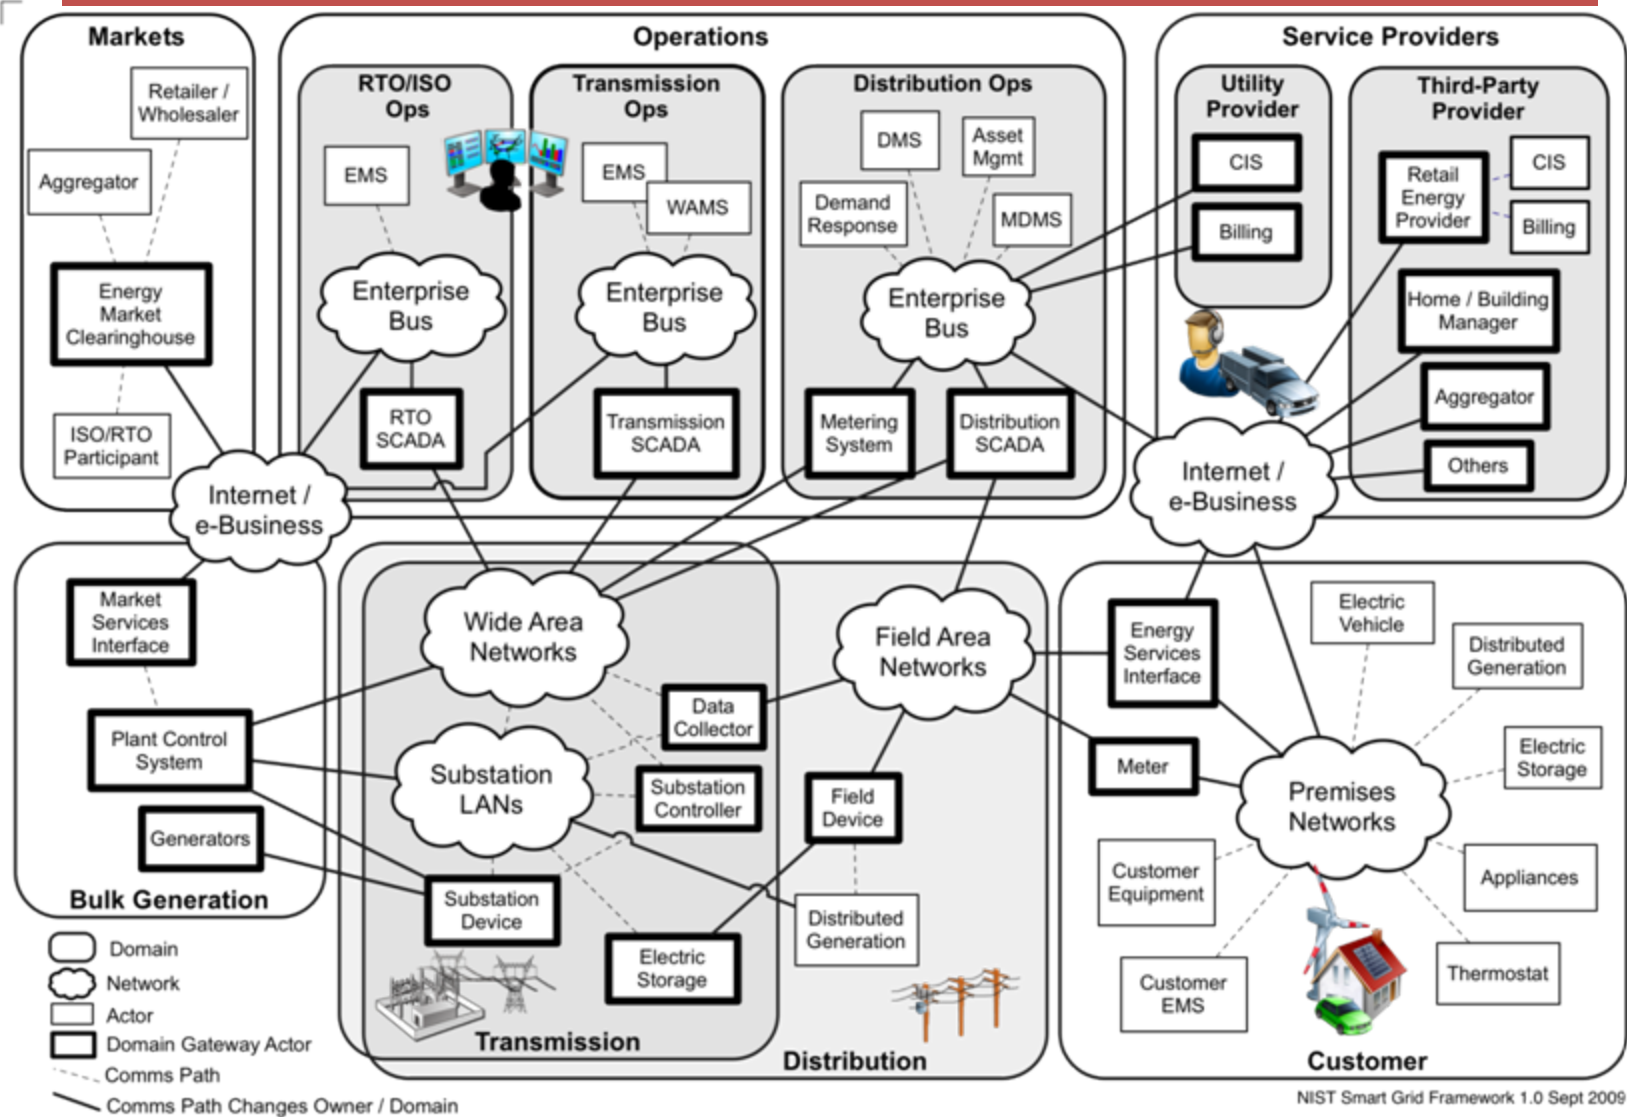 Markets
Retailer /
Wholesaler
Aggregator
Energy
Market
Clearinghouse
ISO/RTO
Participant
Operations
RTO/ISO
Ops
EMS
Enterprise
Bus
RTO
SCADA
Transmission
Ops
EMS
WAMS
Enterprise
Bus
Transmission
SCADA
Distribution Ops
DMS
Asset
Mgmt
Demand
Response
MDMS
Enterprise
Bus
Metering
System
Distribution
SCADA
Service Providers
Utility
Provider
CIS
Billing
Third-Party
Provider
Retail
Energy
Provider
CIS
Billing
Home / Building
Manager
Aggregator
Others
Internet /
e-Business
Internet /
e-Business
Market
Services
Interface
Plant Control
System
Generators
Bulk Generation
Wide Area
Networks
Data
Collector
Substation
LANs
Substation
Controller
Substation
Device
Electric
Storage
Transmission
Field Area
Networks
Field
Device
Distributed
Generation
Distribution
Energy
Services
Interface
Meter
Electric
Vehicle
Distributed
Generation
Electric
Storage
Premises
Networks
Customer
Equipment
Appliances
Customer
EMS
Thermostat
Customer
Domain
Network
Actor
Domain Gateway Actor
Comms Path
Comms Path Changes Owner / Domain
NIST Smart Grid Framework 1.0 Sept 2009